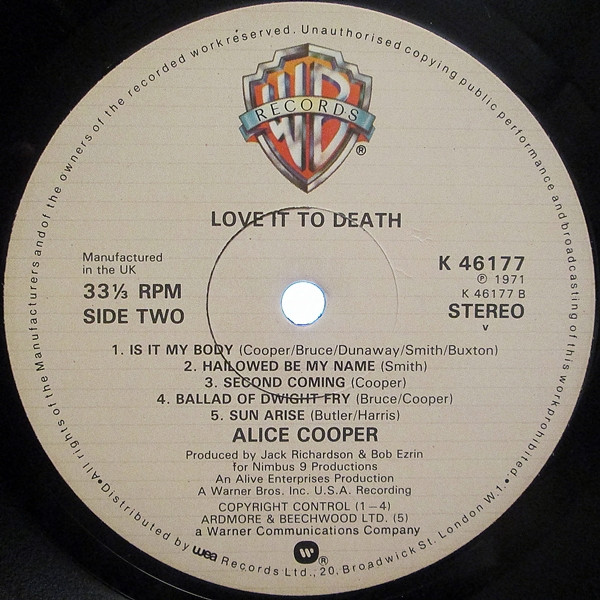 •All rights of the Manufacturers and of the owners of the recorded work reserved. Unauthorised copying public performance and broadcasting of this work prohibited.•
WB
RECORDS
®
LOVE IT TO DEATH
Manufactured
in the UK
33⅓ RPM
SIDE TWO
K 46177
Ⓟ 1971
K 46177 B
STEREO
v
1. IS IT MY BODY (Cooper/Bruce/Dunaway/Smith/Buxton)
2. HALLOWED BE MY NAME (Smith)
3. SECOND COMING (Cooper)
4. BALLAD OF DWIGHT FRY (Bruce/Cooper)
5. SUN ARISE (Butler/Harris)
ALICE COOPER
Produced by Jack Richardson & Bob Ezrin
for Nimbus 9 Productions
An Alive Enterprises Production
A Warner Bros. Inc. U.S.A. Recording
COPYRIGHT CONTROL (1–4)
ARDMORE & BEECHWOOD LTD. (5)
a Warner Communications Company
®
Distributed by wea Records Ltd., 20, Broadwick St. London W.1.